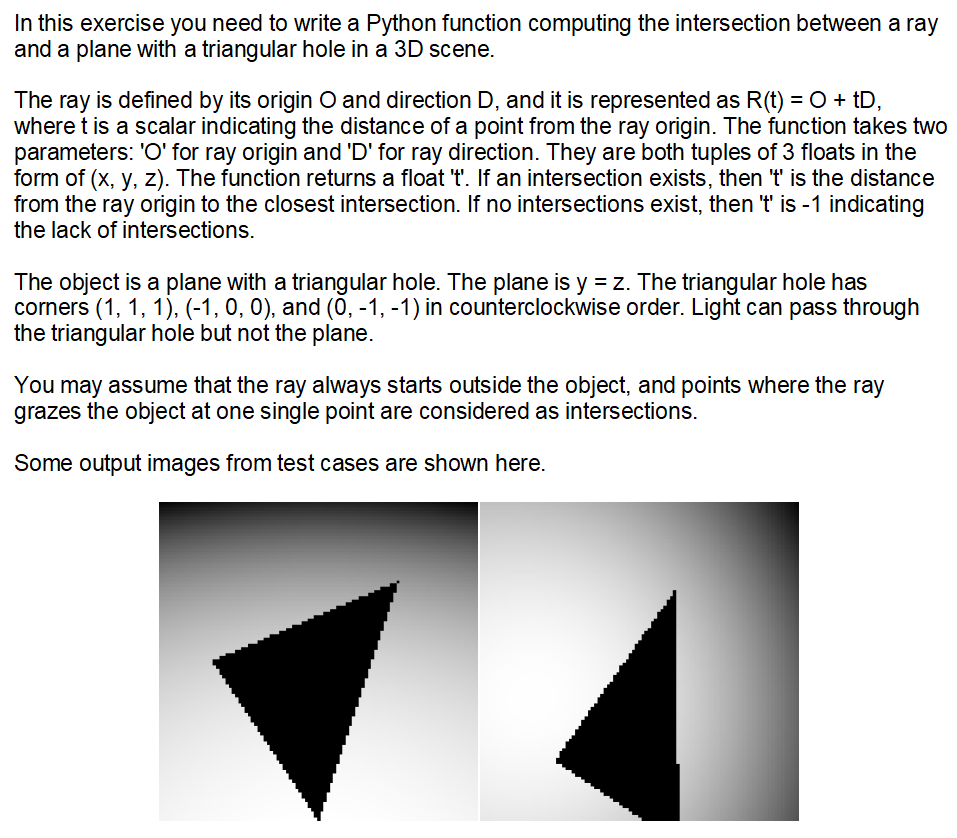 In this exercise you need to write a Python function computing the intersection between a ray
and a plane with a triangular hole in a 3D scene.
The ray is defined by its origin O and direction D, and it is represented as R(t) = O + tD,
where t is a scalar indicating the distance of a point from the ray origin. The function takes two
parameters: 'O' for ray origin and 'D' for ray direction. They are both tuples of 3 floats in the
form of (x, y, z). The function returns a float 't'. If an intersection exists, then 't' is the distance
from the ray origin to the closest intersection. If no intersections exist, then 't' is -1 indicating
the lack of intersections.
The object is a plane with a triangular hole. The plane is y = z. The triangular hole has
corners (1, 1, 1), (-1, 0, 0), and (0, -1, -1) in counterclockwise order. Light can pass through
the triangular hole but not the plane.
You may assume that the ray always starts outside the object, and points where the ray
grazes the object at one single point are considered as intersections.
Some output images from test cases are shown here.